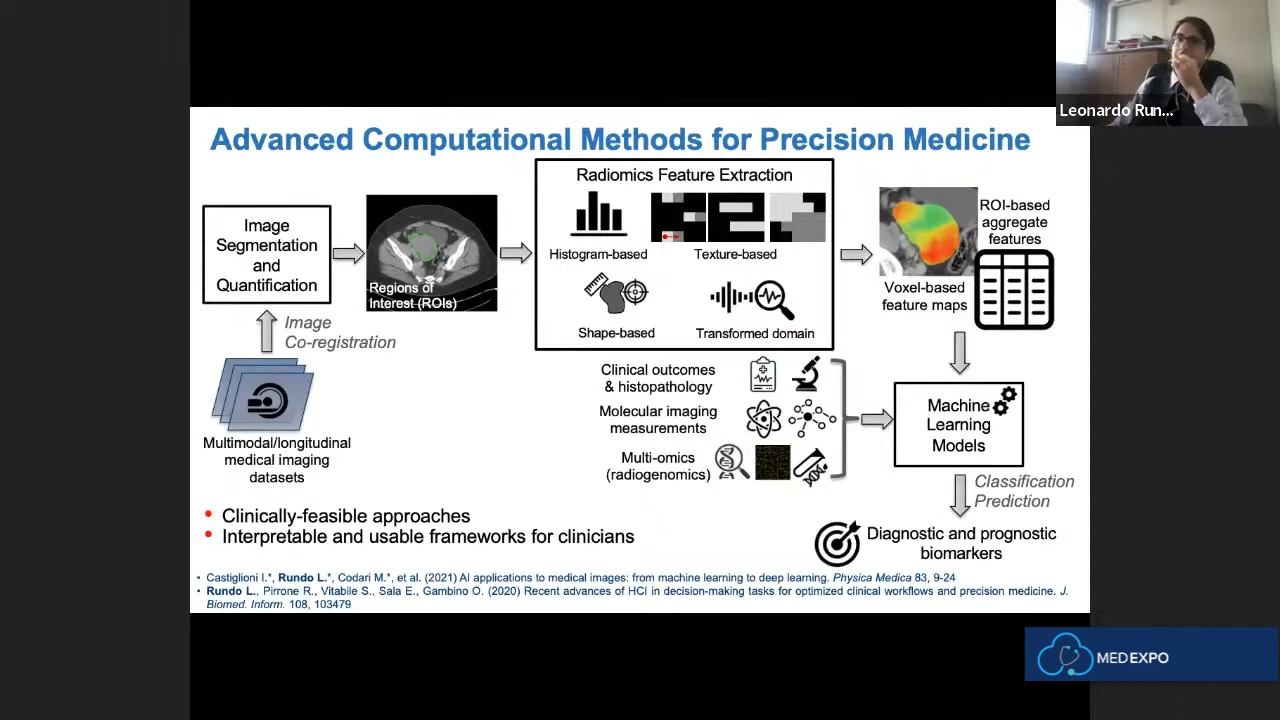 Leonardo Run...
Advanced Computational Methods for Precision Medicine
Image
Segmentation
and
Quantification
Regions of
Interest (ROIs)
Radiomics Feature Extraction
Histogram-based
Texture-based
Shape-based
Transformed domain
ROI-based
aggregate
features
Voxel-based
feature maps
Image
Co-registration
Multimodal/longitudinal
medical imaging
datasets
Clinical outcomes
& histopathology
Molecular imaging
measurements
Multi-omics
(radiogenomics)
Machine
Learning
Models
Classification
Prediction
Diagnostic and prognostic
biomarkers
• Clinically-feasible approaches
• Interpretable and usable frameworks for clinicians
• Castiglioni I.*, Rundo L.*, Codari M.*, et al. (2021) AI applications to medical images: from machine learning to deep learning. Physica Medica 83, 9-24
• Rundo L., Pirrone R., Vitabile S., Sala E., Gambino O. (2020) Recent advances of HCI in decision-making tasks for optimized clinical workflows and precision medicine. J.
Biomed. Inform. 108, 103479
MEDEXPO